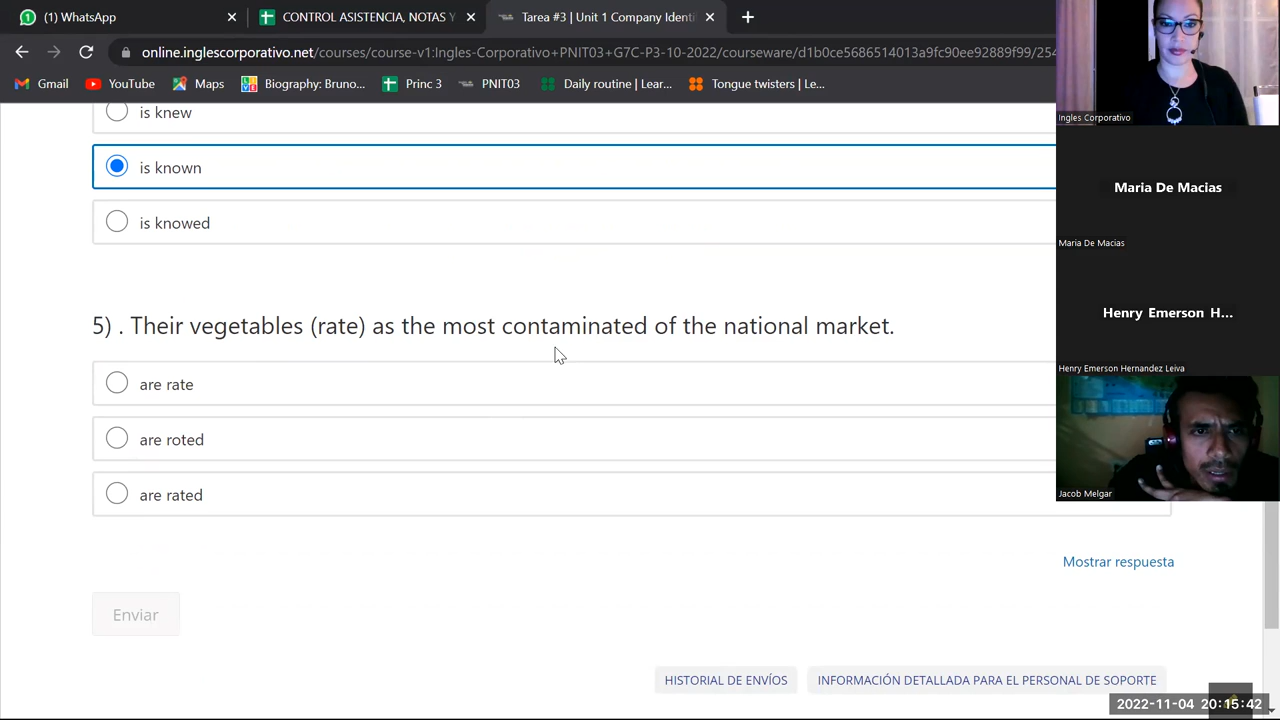 (1) WhatsApp
CONTROL ASISTENCIA, NOTAS Y
Tarea #3 | Unit 1 Company Identi
online.inglescorporativo.net/courses/course-v1:Ingles-Corporativo+PNIT03+G7C-P3-10-2022/courseware/d1b0ce5686514013a9fc90ee92889f99/254
Gmail
YouTube
Maps
Biography: Bruno...
Princ 3
PNIT03
Daily routine | Lear...
Tongue twisters | Le...
Ingles Corporativo
is knew
is known
Maria De Macias
is knowed
Maria De Macias
Henry Emerson H...
5) . Their vegetables (rate) as the most contaminated of the national market.
Henry Emerson Hernandez Leiva
are rate
are roted
are rated
Jacob Melgar
Mostrar respuesta
Enviar
HISTORIAL DE ENVÍOS
INFORMACIÓN DETALLADA PARA EL PERSONAL DE SOPORTE
2022-11-04 20:15:42